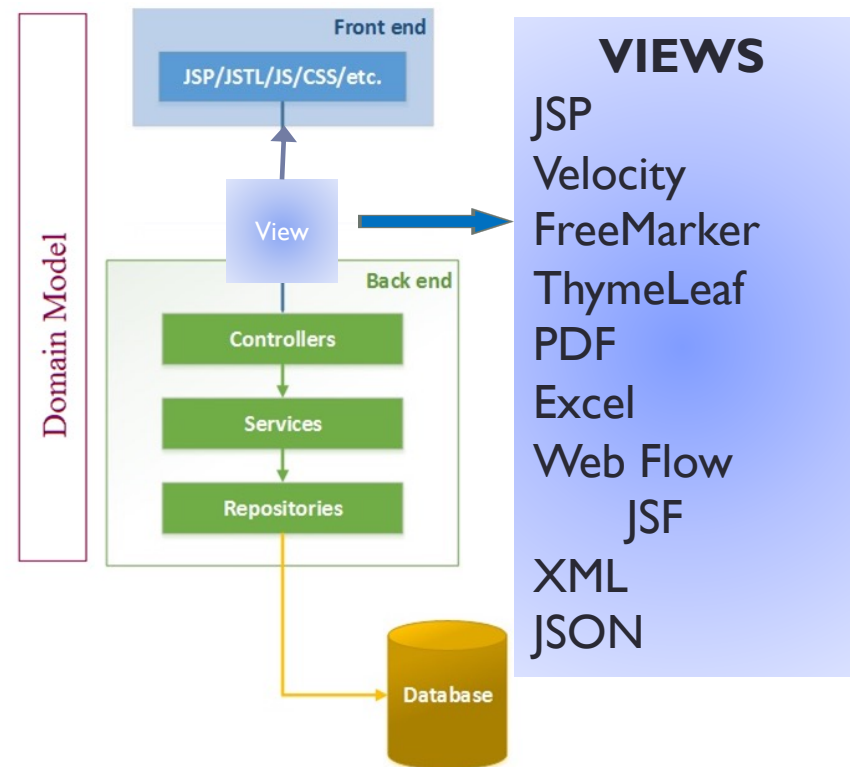 Domain Model
Front end
JSP/JSTL/JS/CSS/etc.
View
Back end
Controllers
Services
Repositories
Database
VIEWS
JSP
Velocity
FreeMarker
ThymeLeaf
PDF
Excel
Web Flow
JSF
XML
JSON